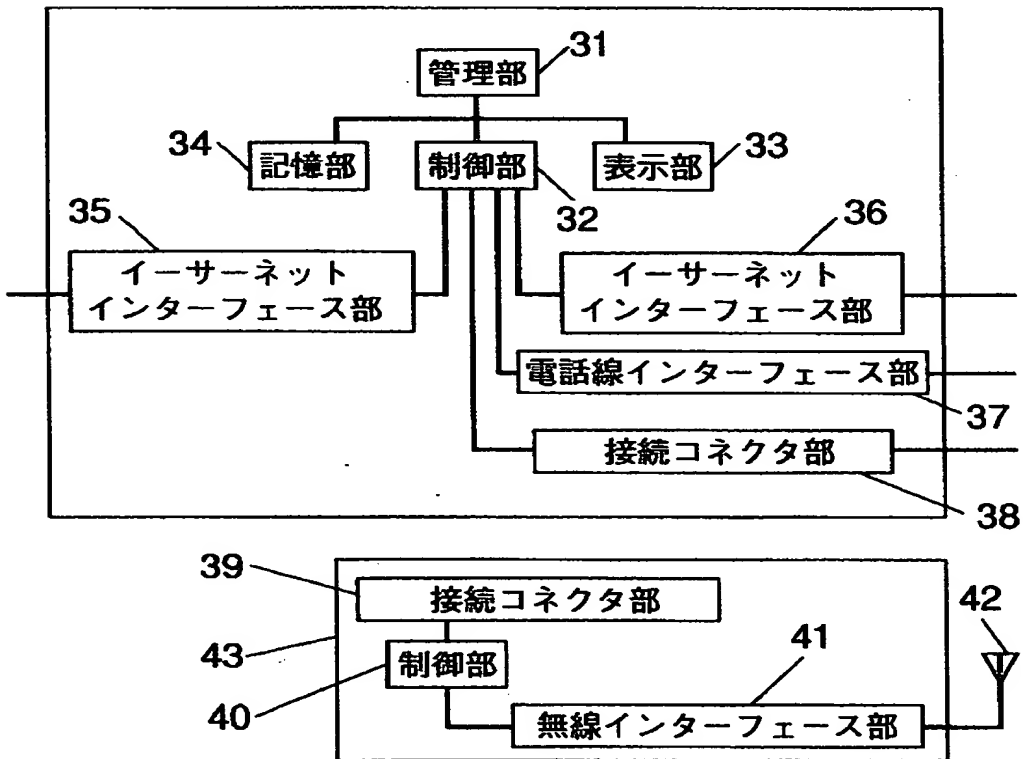 31
管理部
34
記憶部
制御部
表示部
33
32
35
36
イーサーネット
インターフェース部
イーサーネット
インターフェース部
電話線インターフェース部
37
接続コネクタ部
38
39
接続コネクタ部
42
43
制御部
41
40
無線インターフェース部